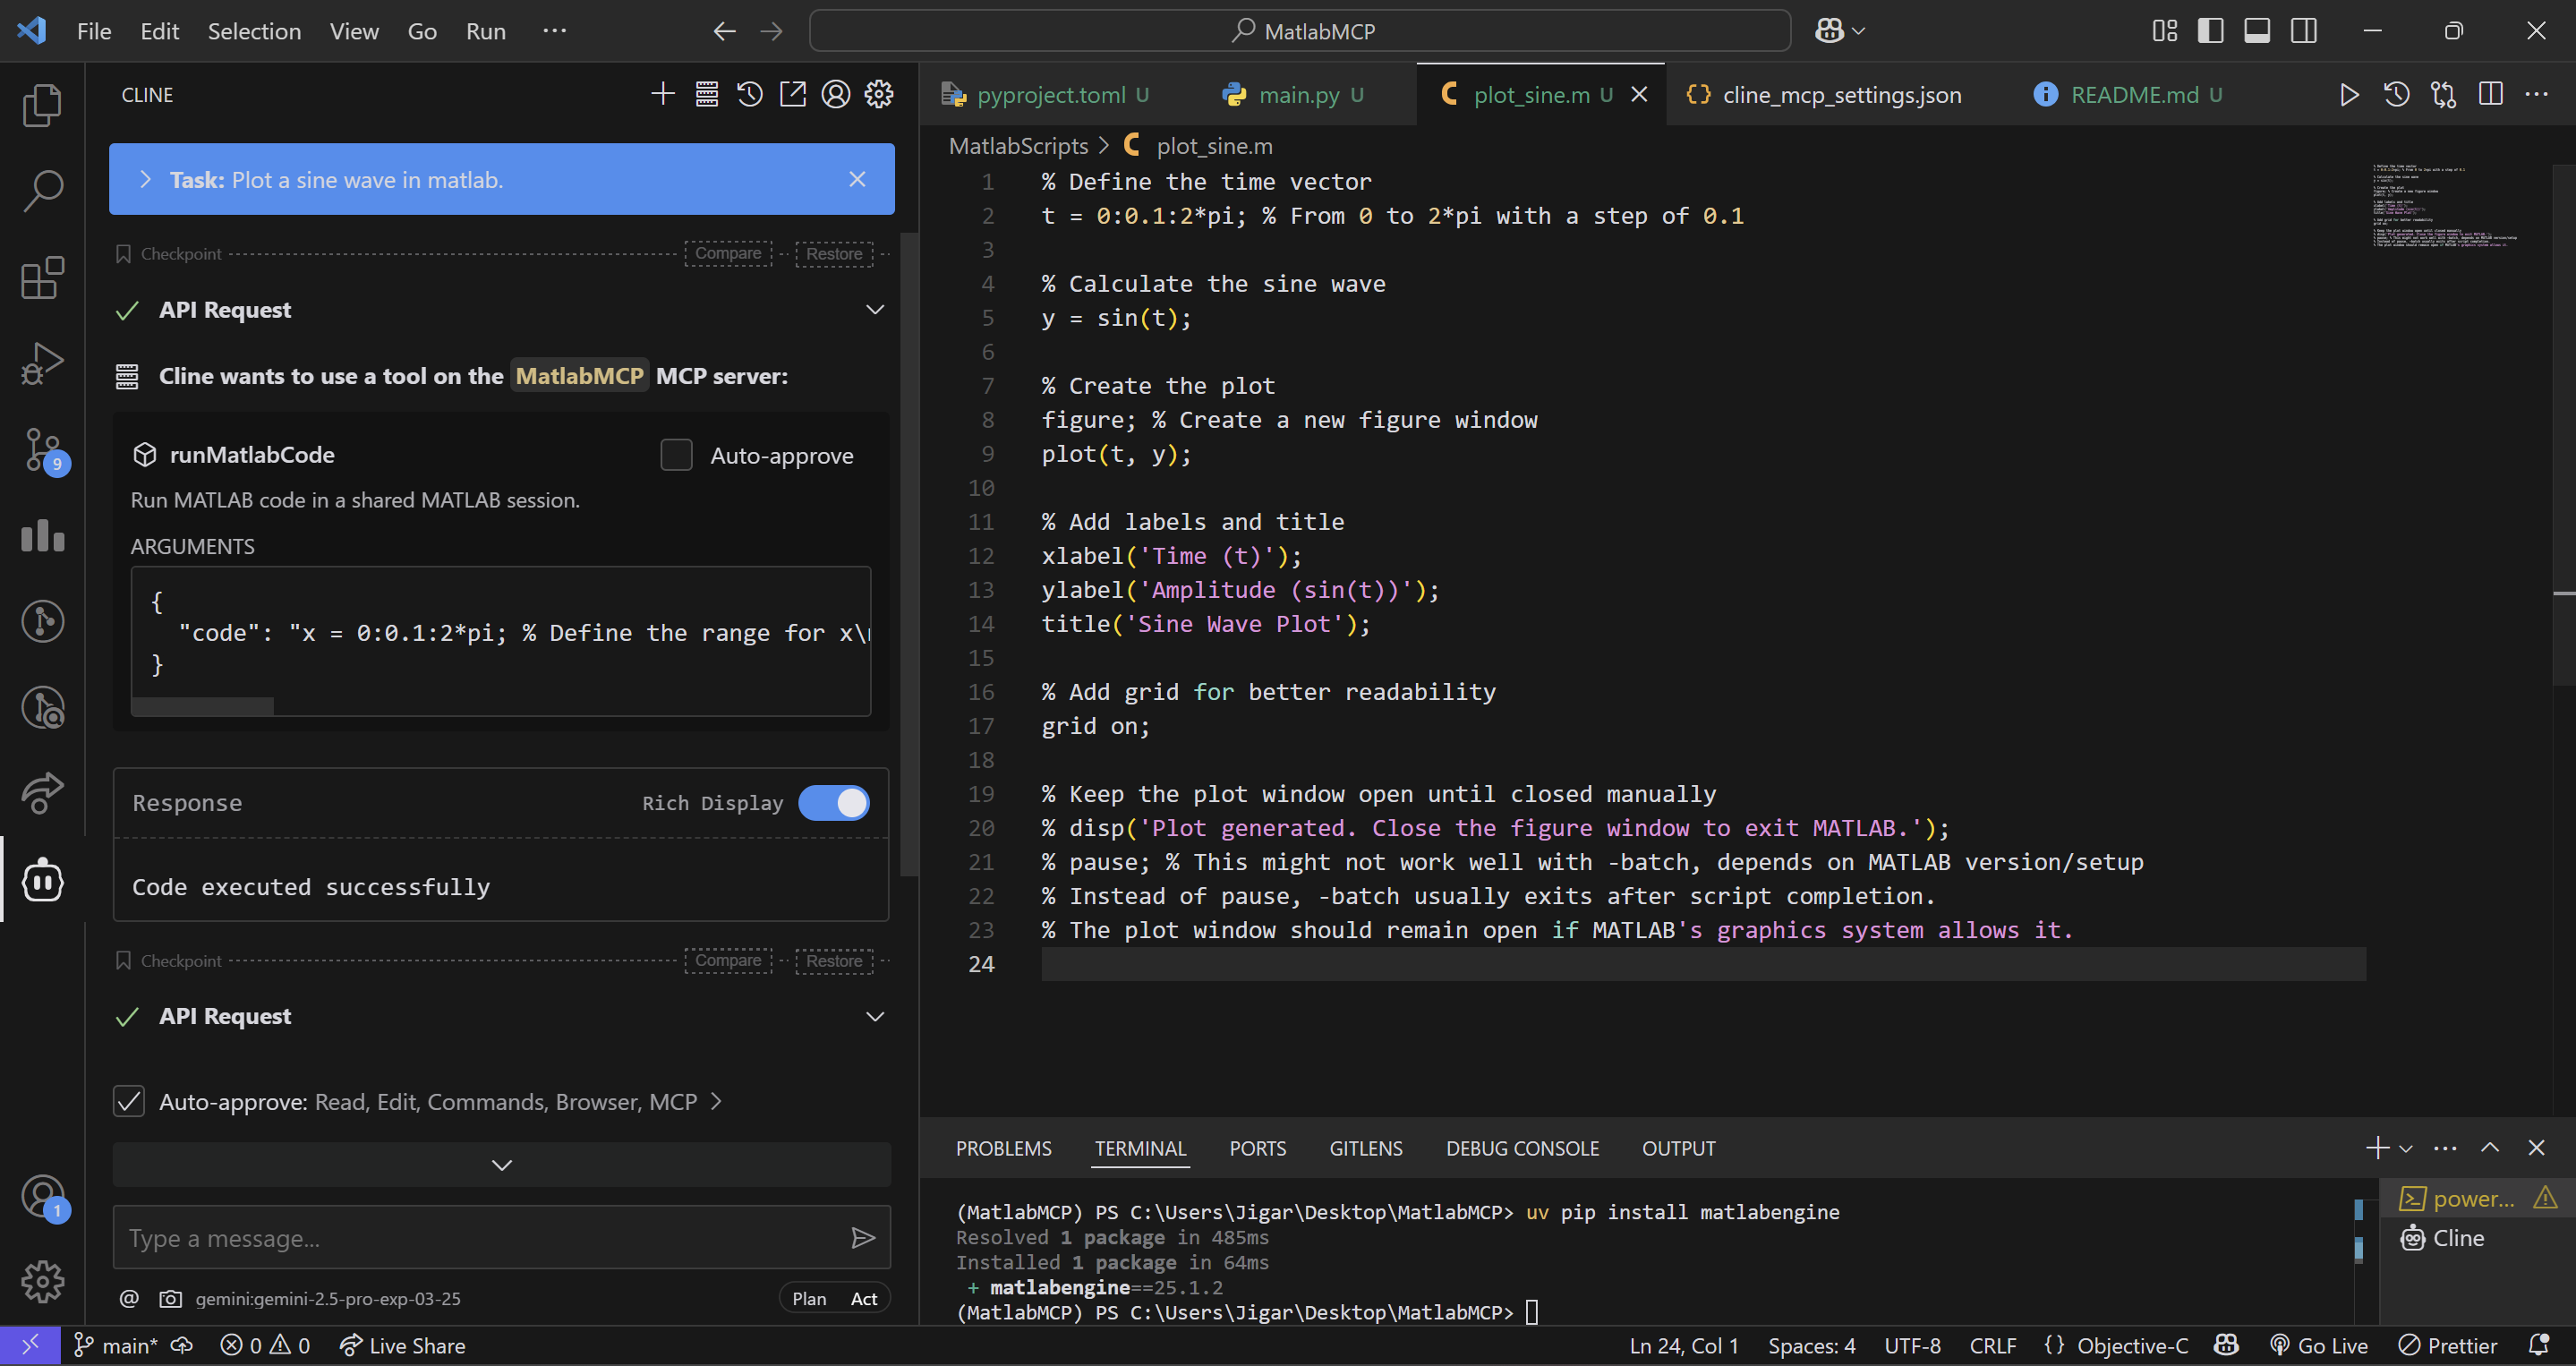 File Edit Selection View Go Run ··· MatlabMCP
CLINE
Task: Plot a sine wave in matlab.
Checkpoint Compare Restore
API Request
Cline wants to use a tool on the MatlabMCP MCP server:
runMatlabCode Auto-approve
Run MATLAB code in a shared MATLAB session.
ARGUMENTS
{
"code": "x = 0:0.1:2*pi; % Define the range for x\
}
Response Rich Display
Code executed successfully
Checkpoint Compare Restore
API Request
Auto-approve: Read, Edit, Commands, Browser, MCP
Type a message...
@ gemini:gemini-2.5-pro-exp-03-25 Plan Act
9
1
pyproject.toml U main.py U plot_sine.m U cline_mcp_settings.json README.md U
MatlabScripts > plot_sine.m
1 % Define the time vector
2 t = 0:0.1:2*pi; % From 0 to 2*pi with a step of 0.1
3
4 % Calculate the sine wave
5 y = sin(t);
6
7 % Create the plot
8 figure; % Create a new figure window
9 plot(t, y);
10
11 % Add labels and title
12 xlabel('Time (t)');
13 ylabel('Amplitude (sin(t))');
14 title('Sine Wave Plot');
15
16 % Add grid for better readability
17 grid on;
18
19 % Keep the plot window open until closed manually
20 % disp('Plot generated. Close the figure window to exit MATLAB.');
21 % pause; % This might not work well with -batch, depends on MATLAB version/setup
22 % Instead of pause, -batch usually exits after script completion.
23 % The plot window should remain open if MATLAB's graphics system allows it.
24
PROBLEMS TERMINAL PORTS GITLENS DEBUG CONSOLE OUTPUT
(MatlabMCP) PS C:\Users\Jigar\Desktop\MatlabMCP> uv pip install matlabengine
Resolved 1 package in 485ms
Installed 1 package in 64ms
+ matlabengine==25.1.2
(MatlabMCP) PS C:\Users\Jigar\Desktop\MatlabMCP>
power...
Cline
main* 0 0 Live Share Ln 24, Col 1 Spaces: 4 UTF-8 CRLF {} Objective-C Go Live Prettier